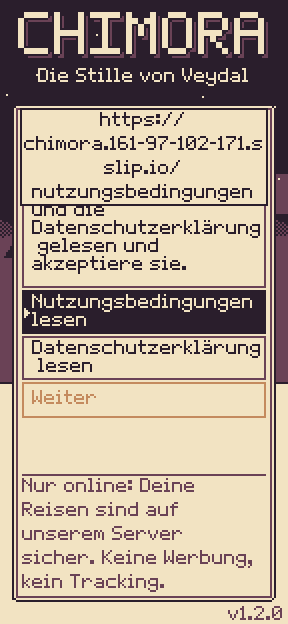 CHIMORA
Die Stille von Veydal
https://
chimora.161-97-102-171.s
slip.io/
nutzungsbedingungen
und die
Datenschutzerklärung
gelesen und
akzeptiere sie.
Nutzungsbedingungen
lesen
Datenschutzerklärung
lesen
Weiter
Nur online: Deine
Reisen sind auf
unserem Server
sicher. Keine Werbung,
kein Tracking.
v1.2.0